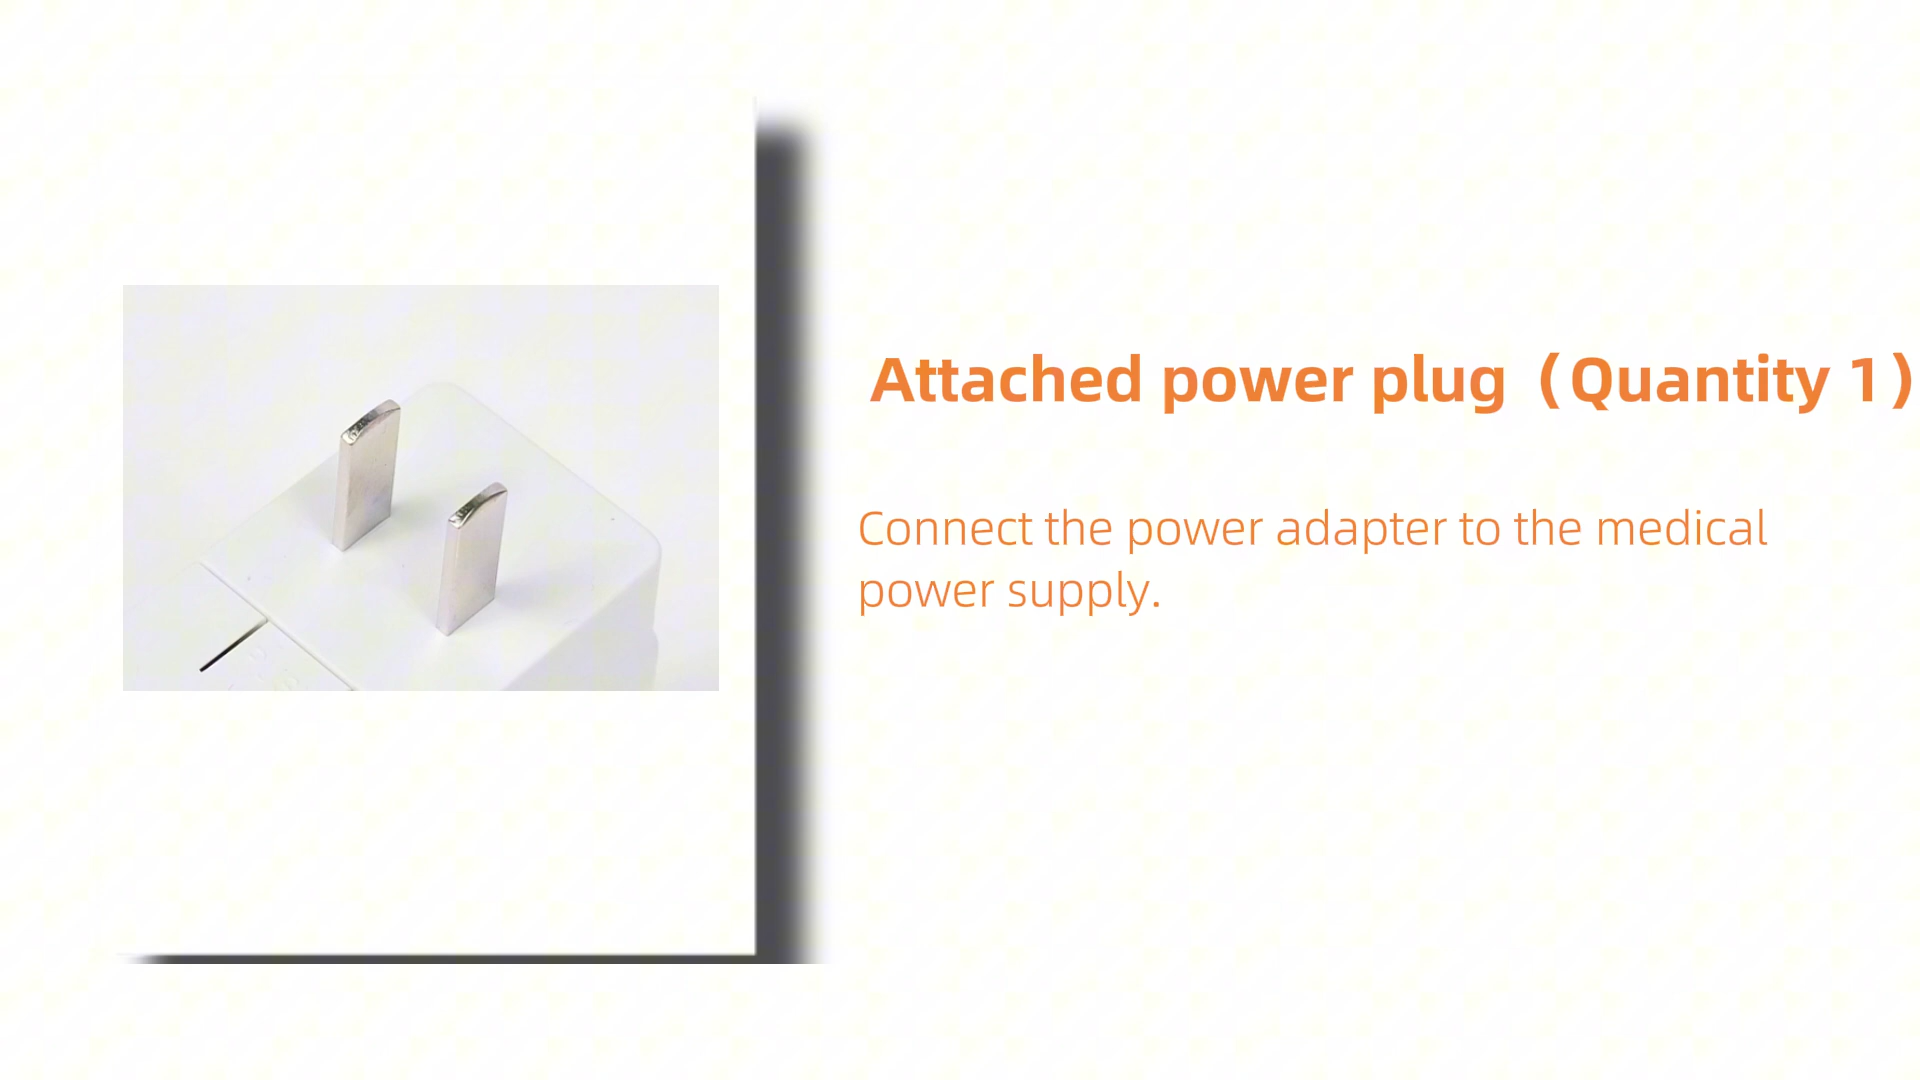 Attached power plug（Quantity 1）
Connect the power adapter to the medical
power supply.